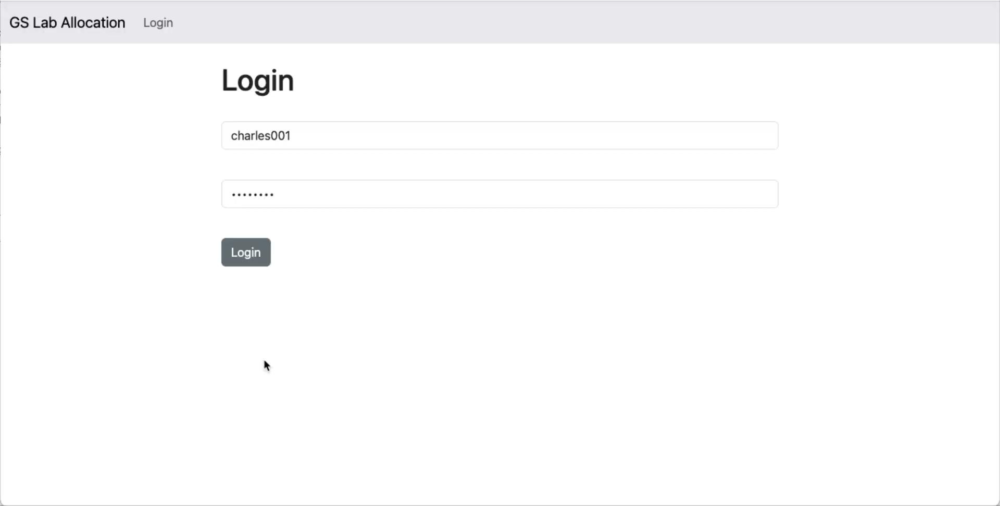 GS Lab Allocation Login
Login
charles001
••••••••
Login